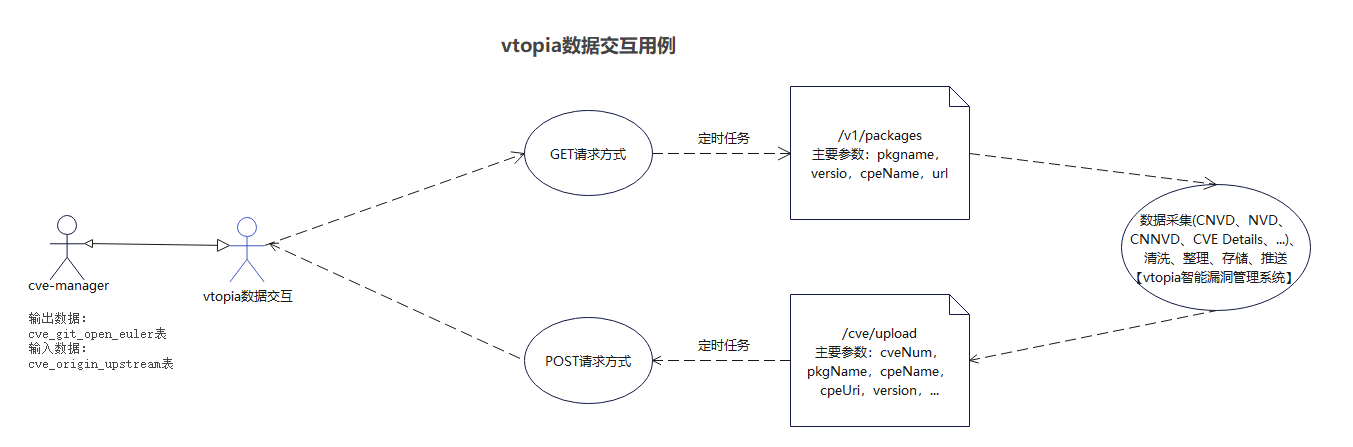 vtopia数据交互用例
GET请求方式
定时任务
/v1/packages
主要参数：pkgname，
versio，cpeName，url
数据采集(CNVD、NVD、
CNNVD、CVE Details、...)、
清洗、整理、存储、推送
【vtopia智能漏洞管理系统】
cve-manager
vtopia数据交互
输出数据：
cve_git_open_euler表
输入数据：
cve_origin_upstream表
POST请求方式
定时任务
/cve/upload
主要参数：cveNum，
pkgName，cpeName，
cpeUri，version，...